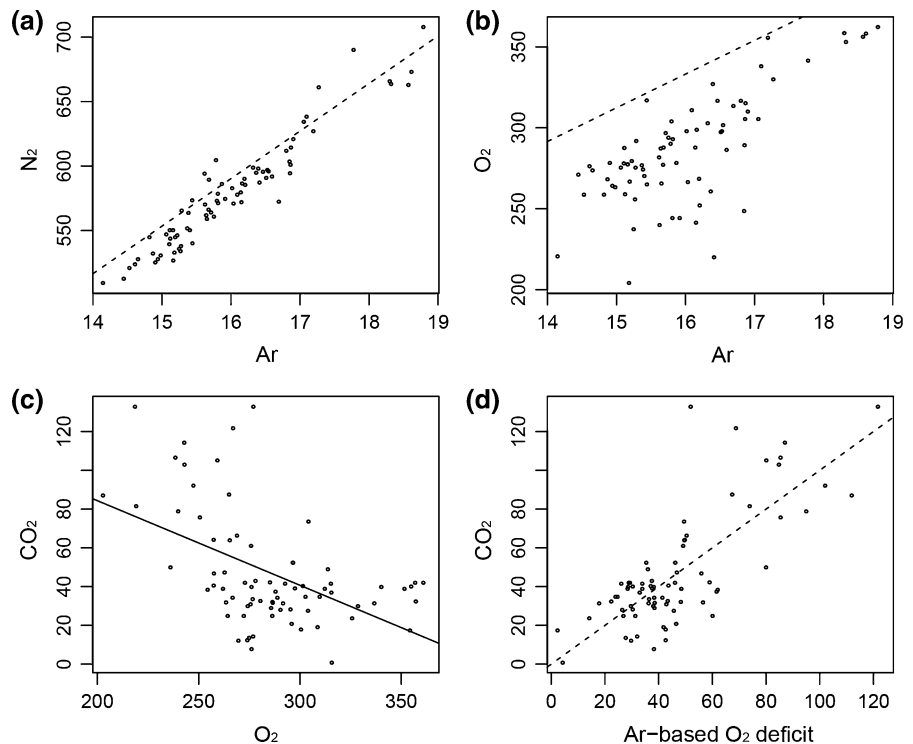 (a)
700
650
600
550
N₂
14 15 16 17 18 19
Ar
(b)
350
300
250
200
O₂
14 15 16 17 18 19
Ar
(c)
120
80
60
40
20
0
CO₂
200 250 300 350
O₂
(d)
120
80
60
40
20
0
CO₂
0 20 40 60 80 100 120
Ar−based O₂ deficit